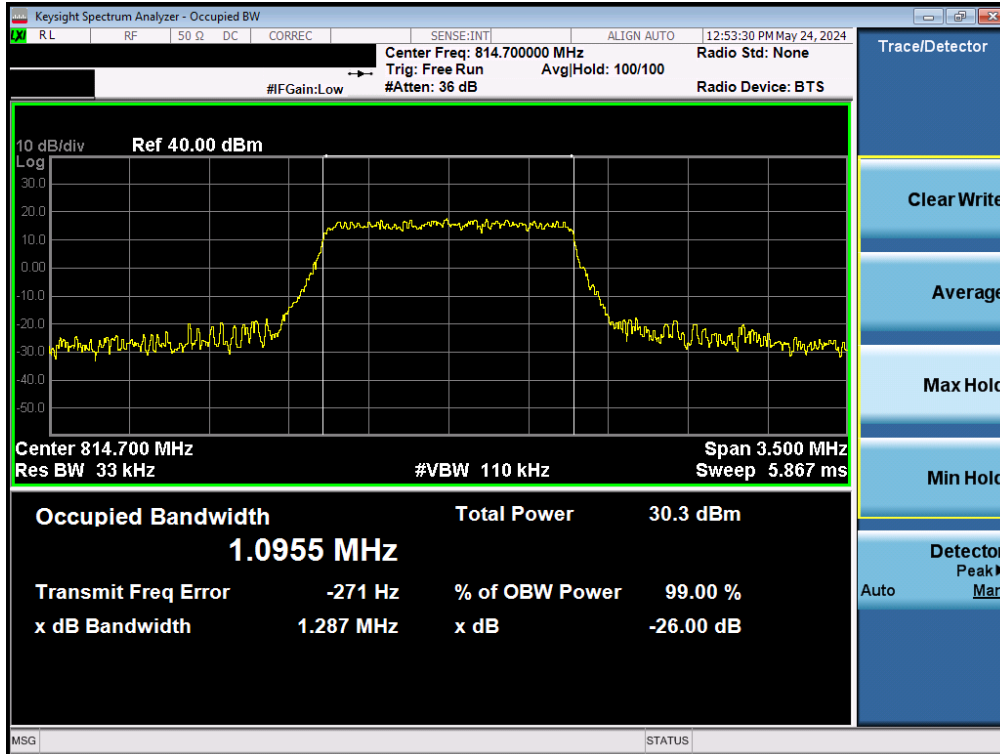 Keysight Spectrum Analyzer - Occupied BW
LXI RL RF 50 Ω DC CORREC SENSE:INT ALIGN AUTO 12:53:30 PM May 24, 2024
Center Freq: 814.700000 MHz Radio Std: None
Trig: Free Run Avg|Hold: 100/100
#IFGain:Low #Atten: 36 dB Radio Device: BTS
10 dB/div Ref 40.00 dBm
Log
30.0
20.0
10.0
0.00
-10.0
-20.0
-30.0
-40.0
-50.0
Center 814.700 MHz Span 3.500 MHz
Res BW 33 kHz #VBW 110 kHz Sweep 5.867 ms
Occupied Bandwidth Total Power 30.3 dBm
1.0955 MHz
Transmit Freq Error -271 Hz % of OBW Power 99.00 %
x dB Bandwidth 1.287 MHz x dB -26.00 dB
MSG STATUS
Trace/Detector
Clear Write
Average
Max Hold
Min Hold
Detector
Peak
Auto Man